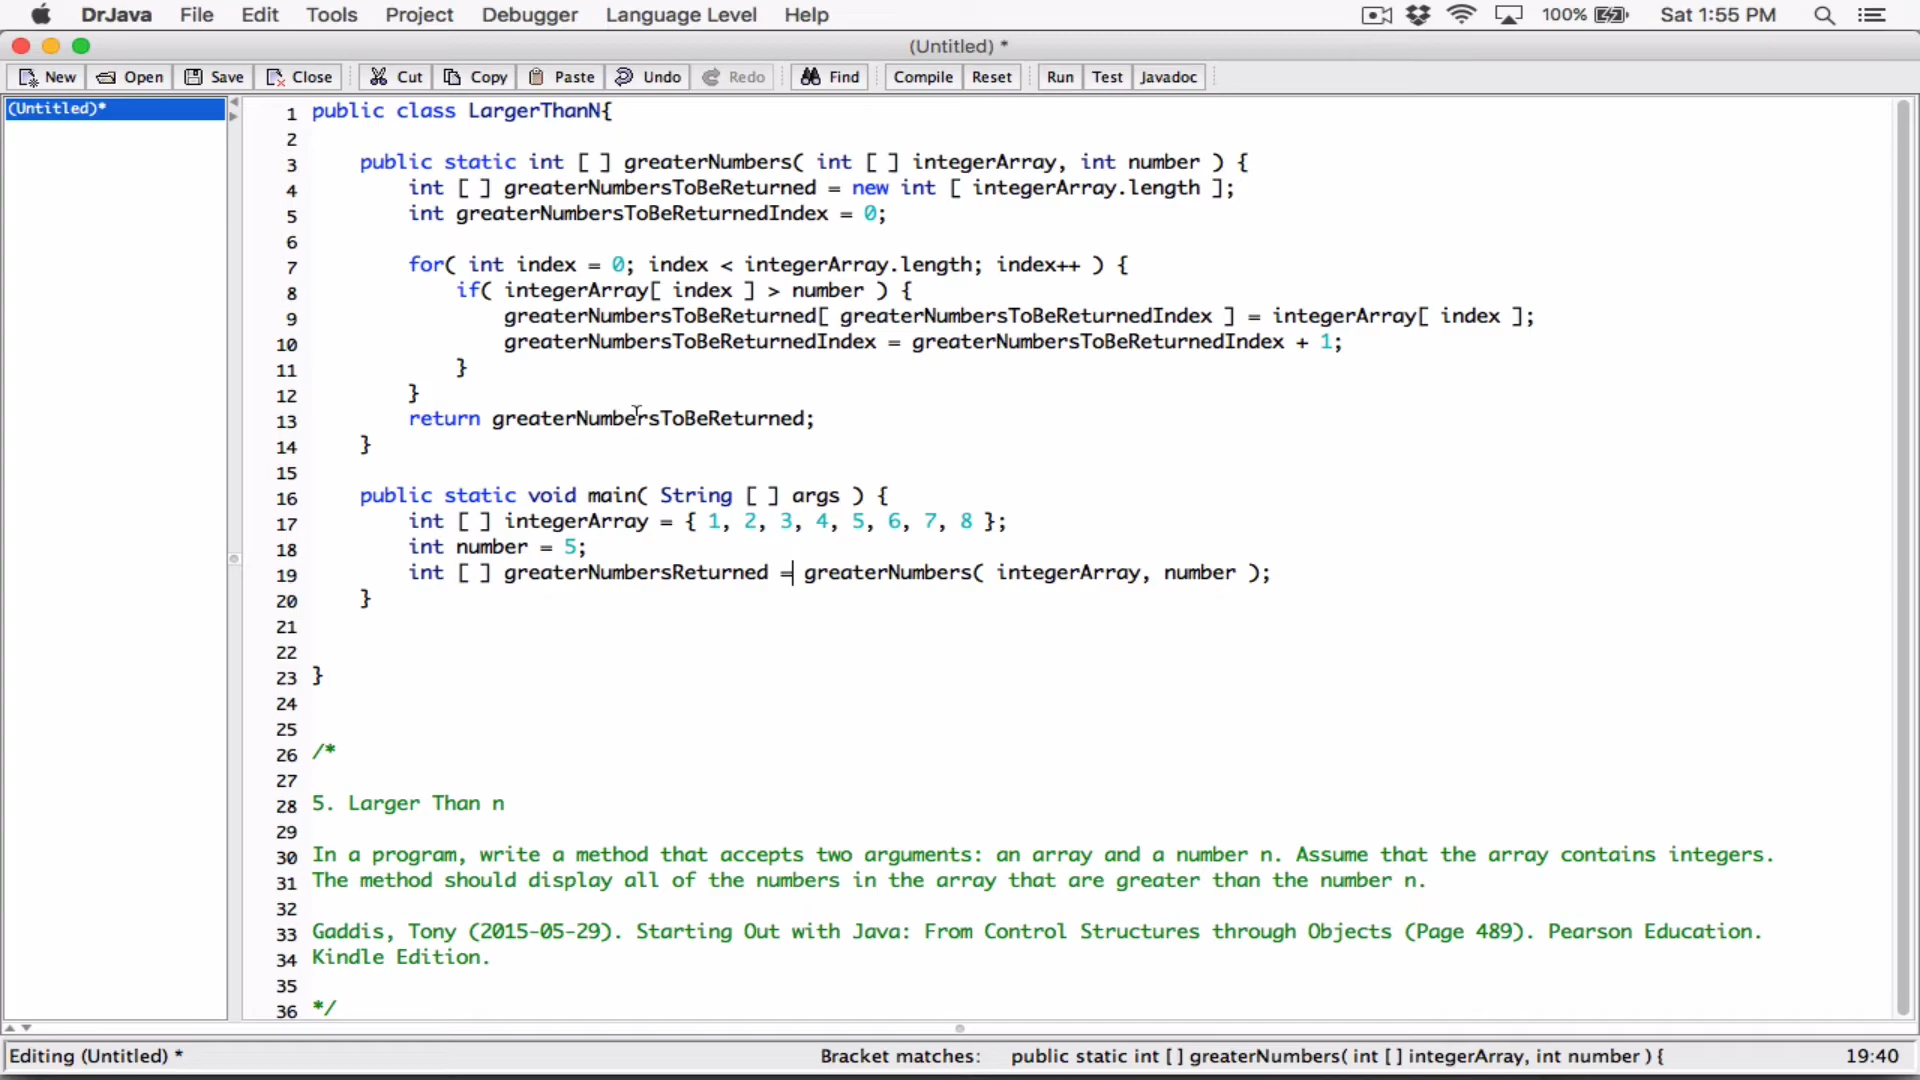 DrJava File Edit Tools Project Debugger Language Level Help 100% Sat 1:55 PM
(Untitled) *
New Open Save Close Cut Copy Paste Undo Redo Find Compile Reset Run Test Javadoc
(Untitled)*
1 public class LargerThanN{
2
3 public static int [ ] greaterNumbers( int [ ] integerArray, int number ) {
4 int [ ] greaterNumbersToBeReturned = new int [ integerArray.length ];
5 int greaterNumbersToBeReturnedIndex = 0;
6
7 for( int index = 0; index < integerArray.length; index++ ) {
8 if( integerArray[ index ] > number ) {
9 greaterNumbersToBeReturned[ greaterNumbersToBeReturnedIndex ] = integerArray[ index ];
10 greaterNumbersToBeReturnedIndex = greaterNumbersToBeReturnedIndex + 1;
11 }
12 }
13 return greaterNumbersToBeReturned;
14 }
15
16 public static void main( String [ ] args ) {
17 int [ ] integerArray = { 1, 2, 3, 4, 5, 6, 7, 8 };
18 int number = 5;
19 int [ ] greaterNumbersReturned = greaterNumbers( integerArray, number );
20 }
21
22
23 }
24
25
26 /*
27
28 5. Larger Than n
29
30 In a program, write a method that accepts two arguments: an array and a number n. Assume that the array contains integers.
31 The method should display all of the numbers in the array that are greater than the number n.
32
33 Gaddis, Tony (2015-05-29). Starting Out with Java: From Control Structures through Objects (Page 489). Pearson Education.
34 Kindle Edition.
35
36 */
Editing (Untitled) * Bracket matches: public static int [ ] greaterNumbers( int [ ] integerArray, int number ) { 19:40